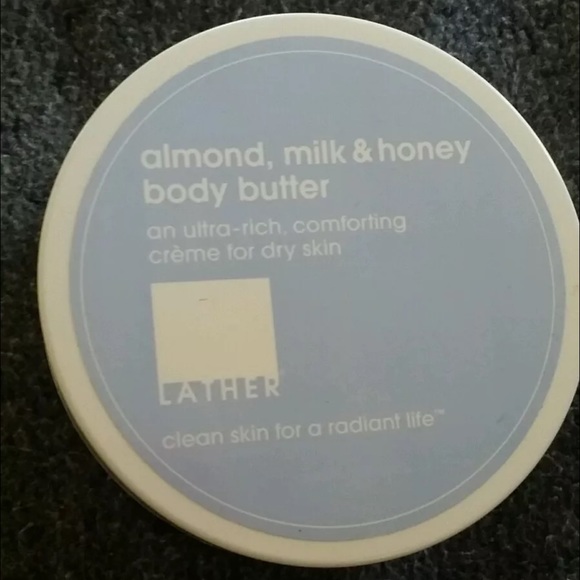 almond, milk & honey
body butter
an ultra-rich, comforting
crème for dry skin
LATHER®
clean skin for a radiant life™